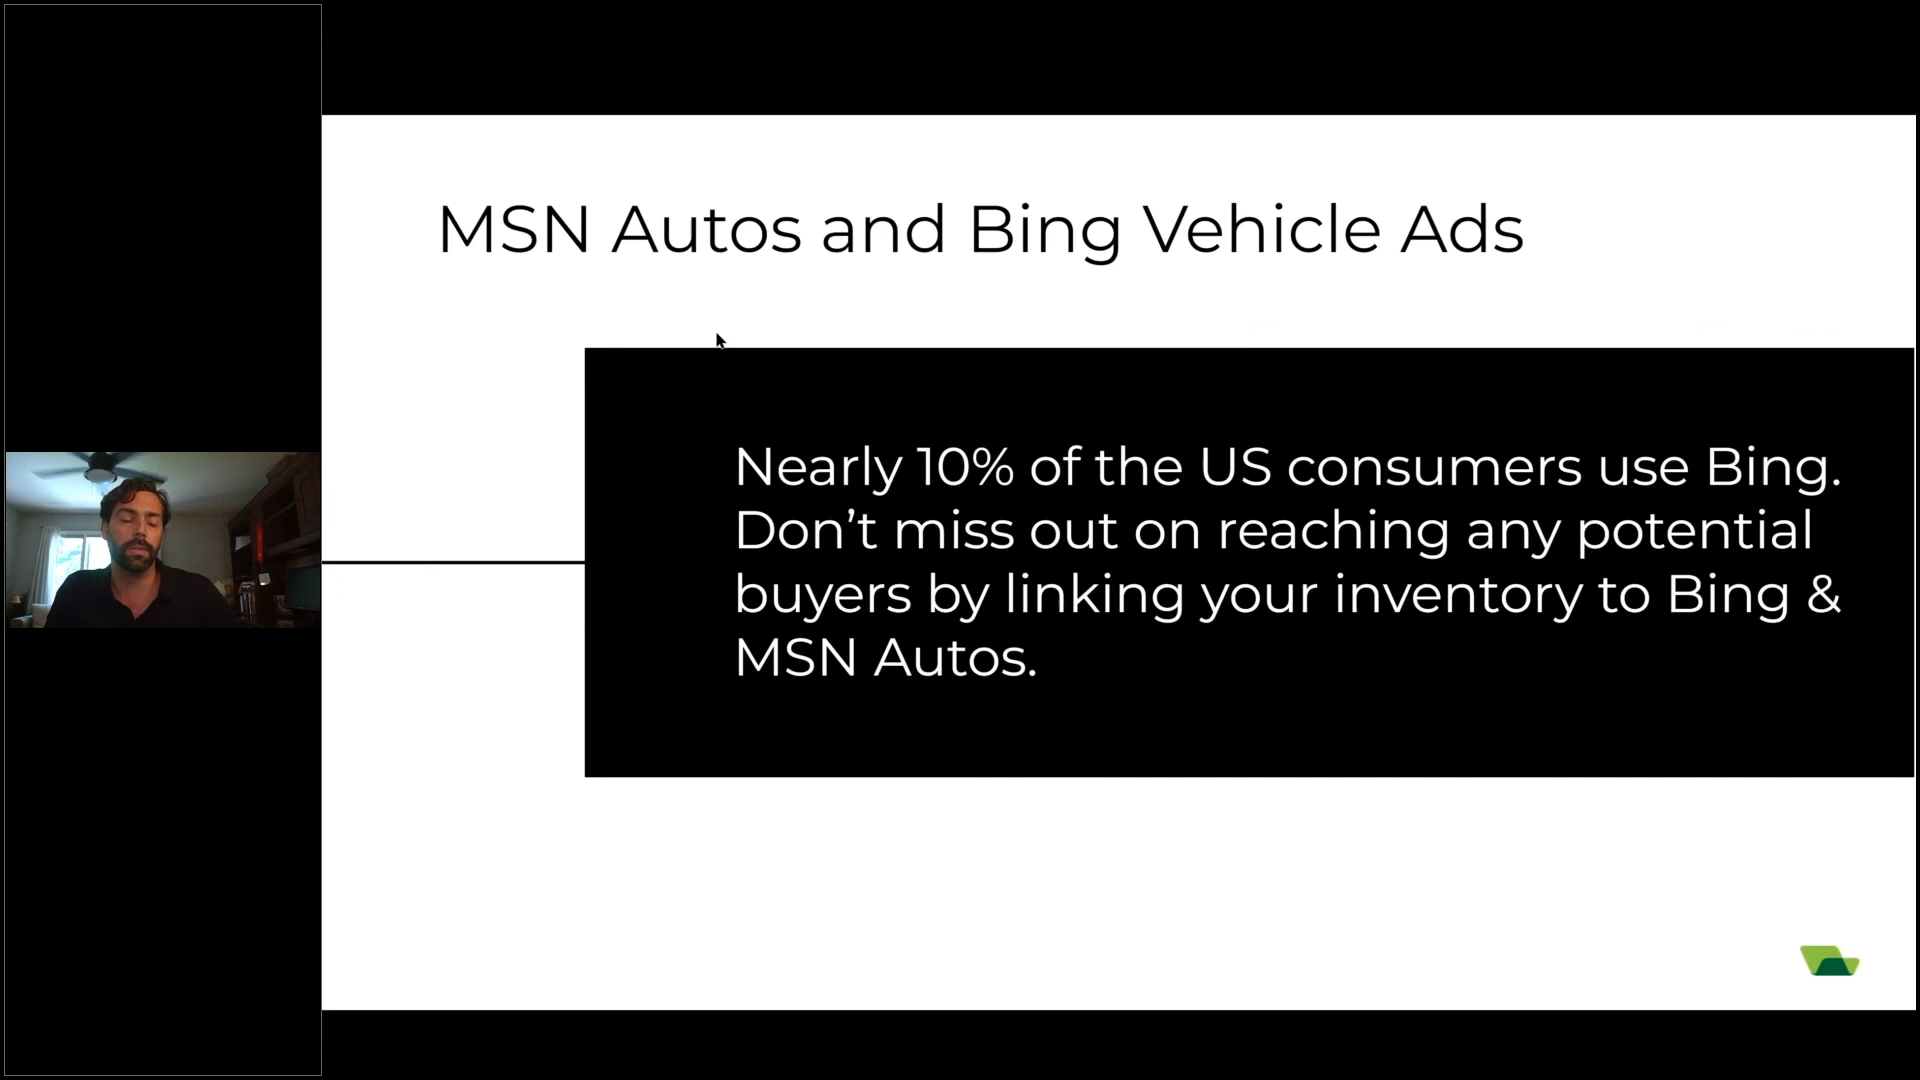 MSN Autos and Bing Vehicle Ads
Nearly 10% of the US consumers use Bing.
Don’t miss out on reaching any potential
buyers by linking your inventory to Bing &
MSN Autos.